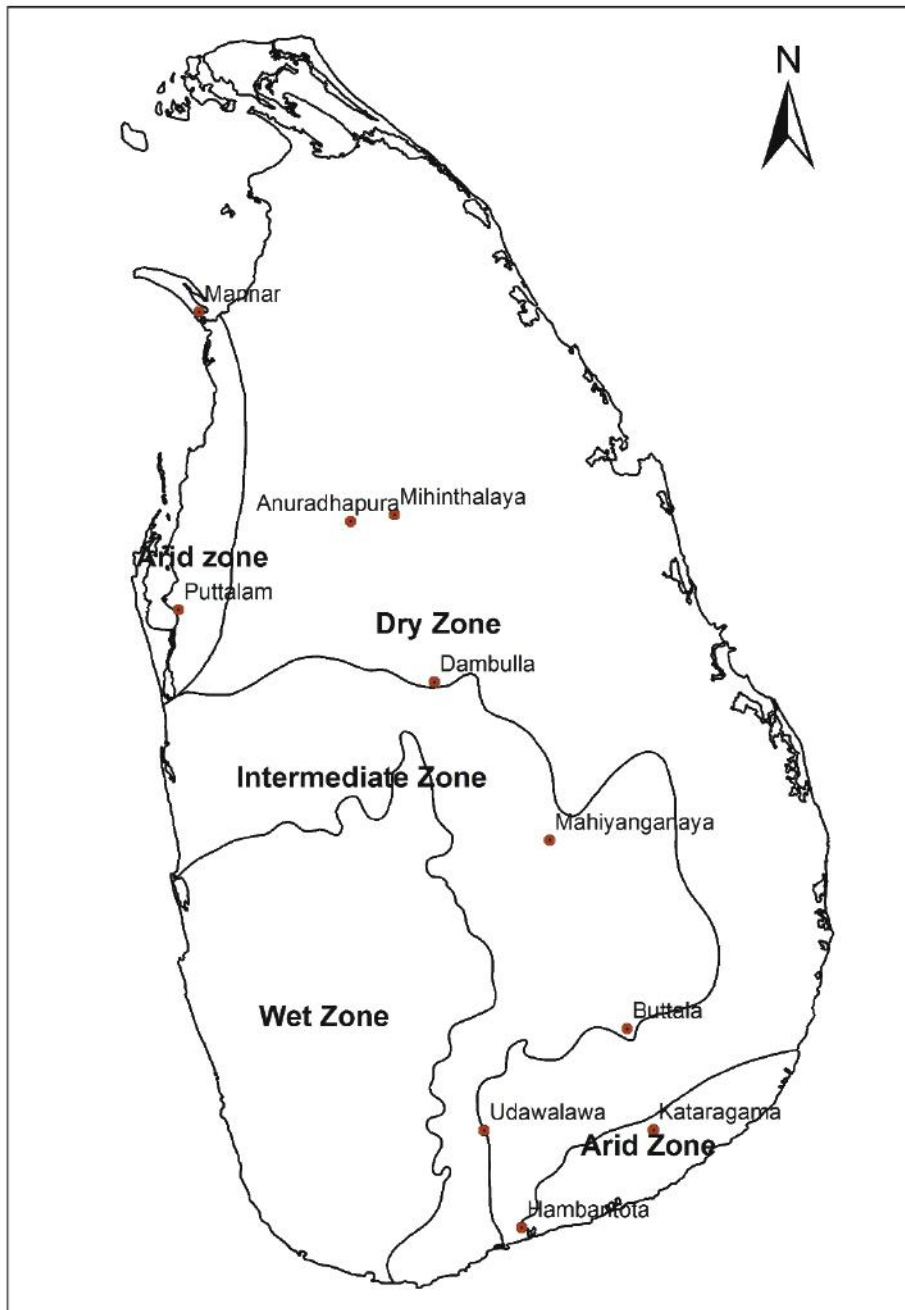 N
Mannar
Anuradhapura
Mihinthalaya
Arid zone
Puttalam
Dry Zone
Dambulla
Intermediate Zone
Mahiyanganaya
Wet Zone
Buttala
Udawalawa
Kataragama
Arid Zone
Hambantota